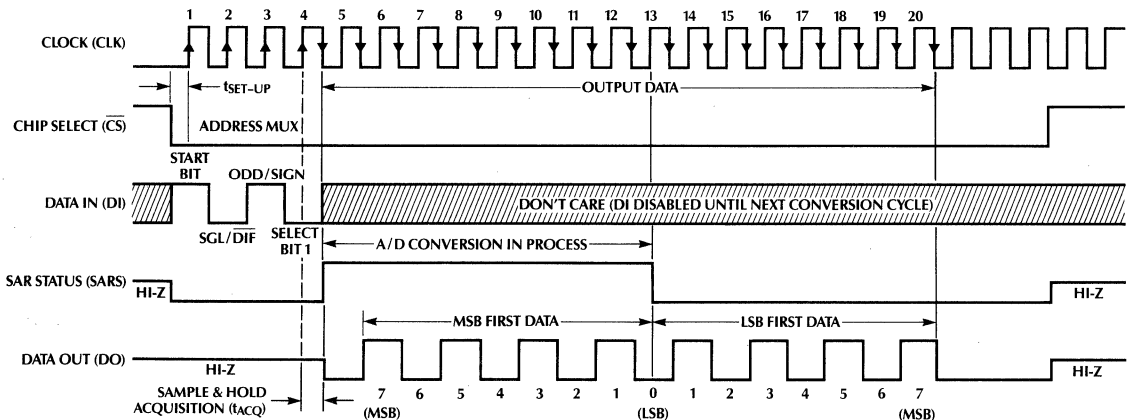 1 2 3 4 5 6 7 8 9 10 11 12 13 14 15 16 17 18 19 20
CLOCK (CLK)
tSET-UP
OUTPUT DATA
CHIP SELECT (CS)
ADDRESS MUX
START
BIT
ODD/SIGN
DATA IN (DI)
DON'T CARE (DI DISABLED UNTIL NEXT CONVERSION CYCLE)
SGL/DIF
SELECT
BIT 1
A/D CONVERSION IN PROCESS
SAR STATUS (SARS)
HI-Z
HI-Z
MSB FIRST DATA
LSB FIRST DATA
DATA OUT (DO)
HI-Z
HI-Z
SAMPLE & HOLD
ACQUISITION (tACQ)
7 6 5 4 3 2 1 0 1 2 3 4 5 6 7
(MSB) (LSB) (MSB)